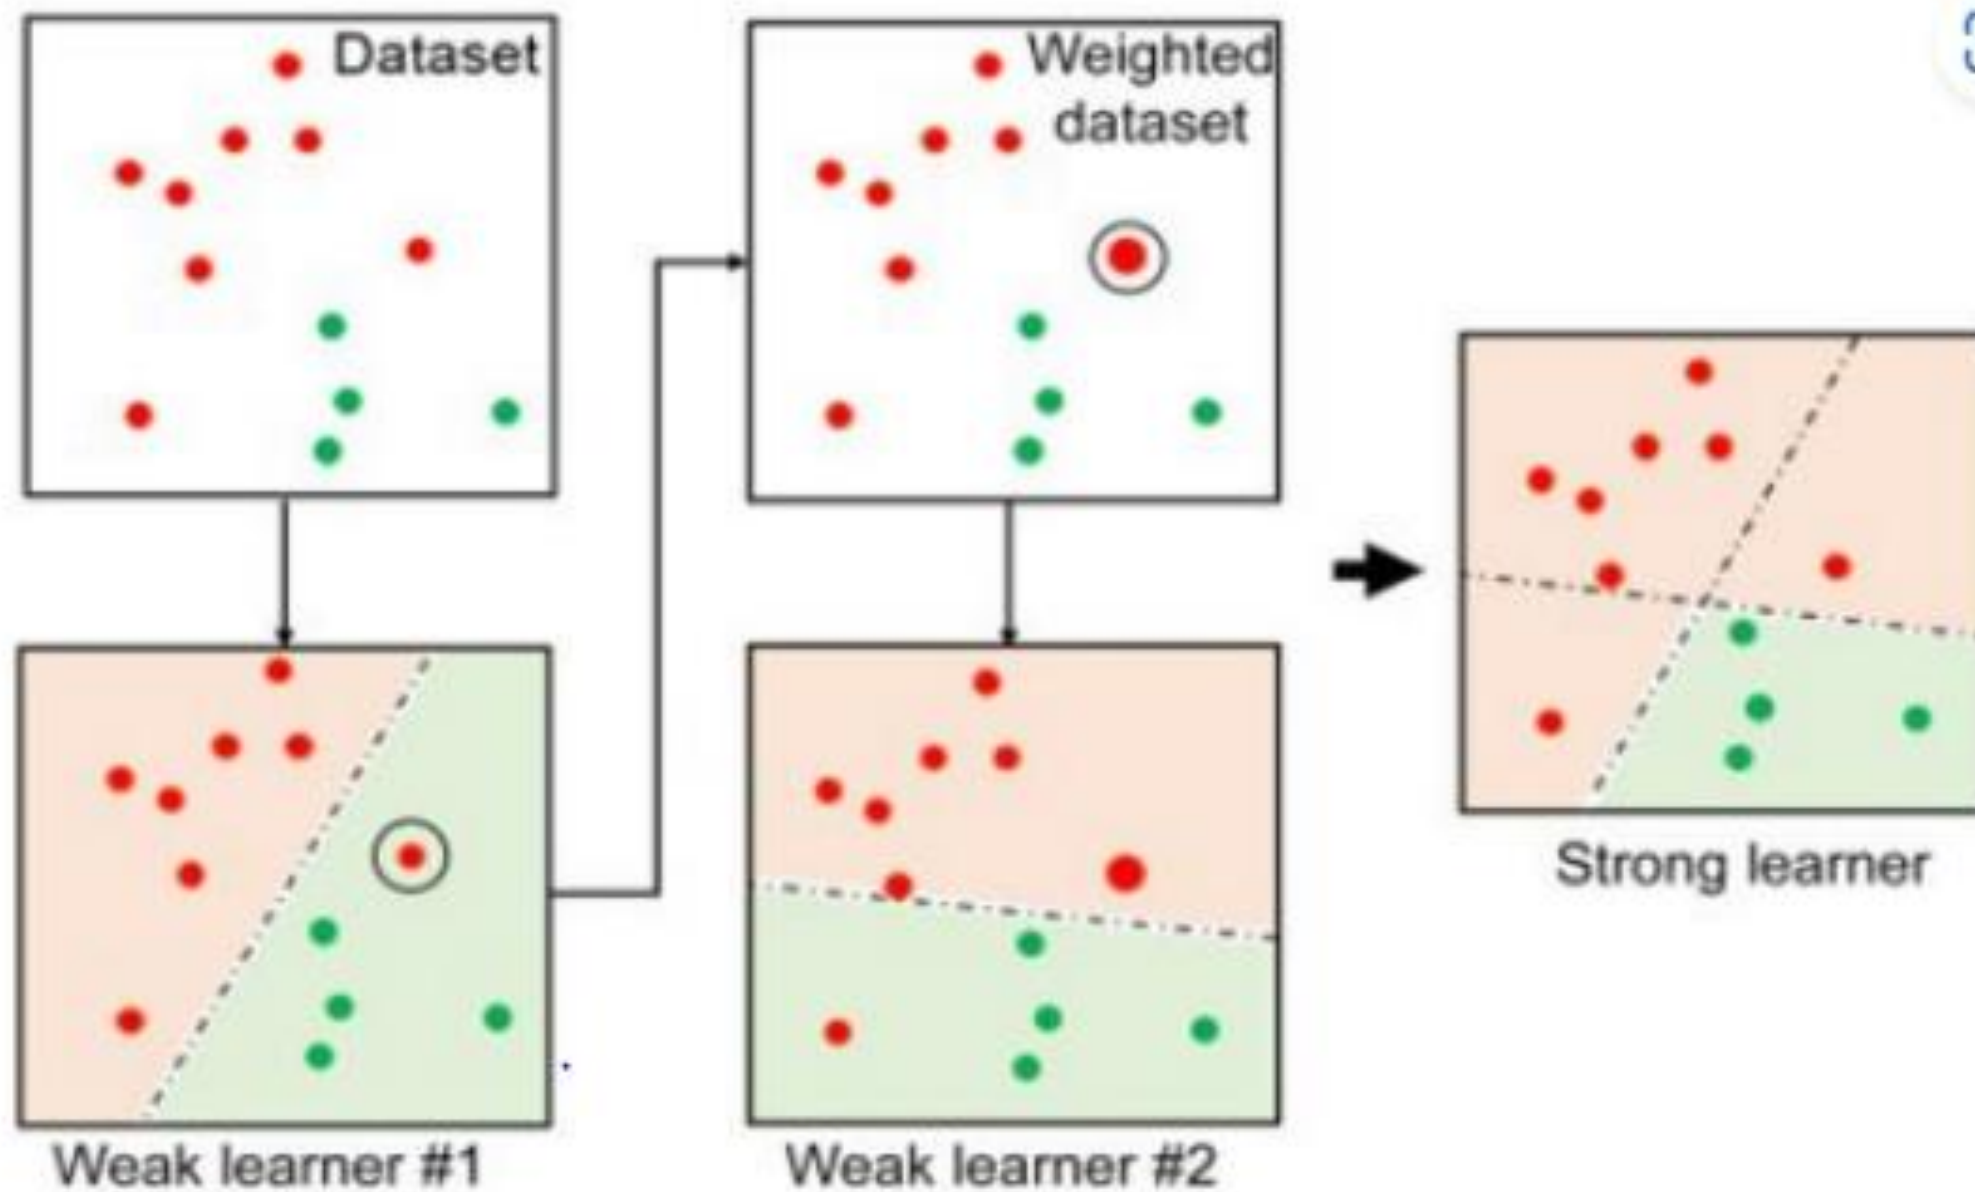 Dataset
Weighted
dataset
Strong learner
Weak learner #1
Weak learner #2